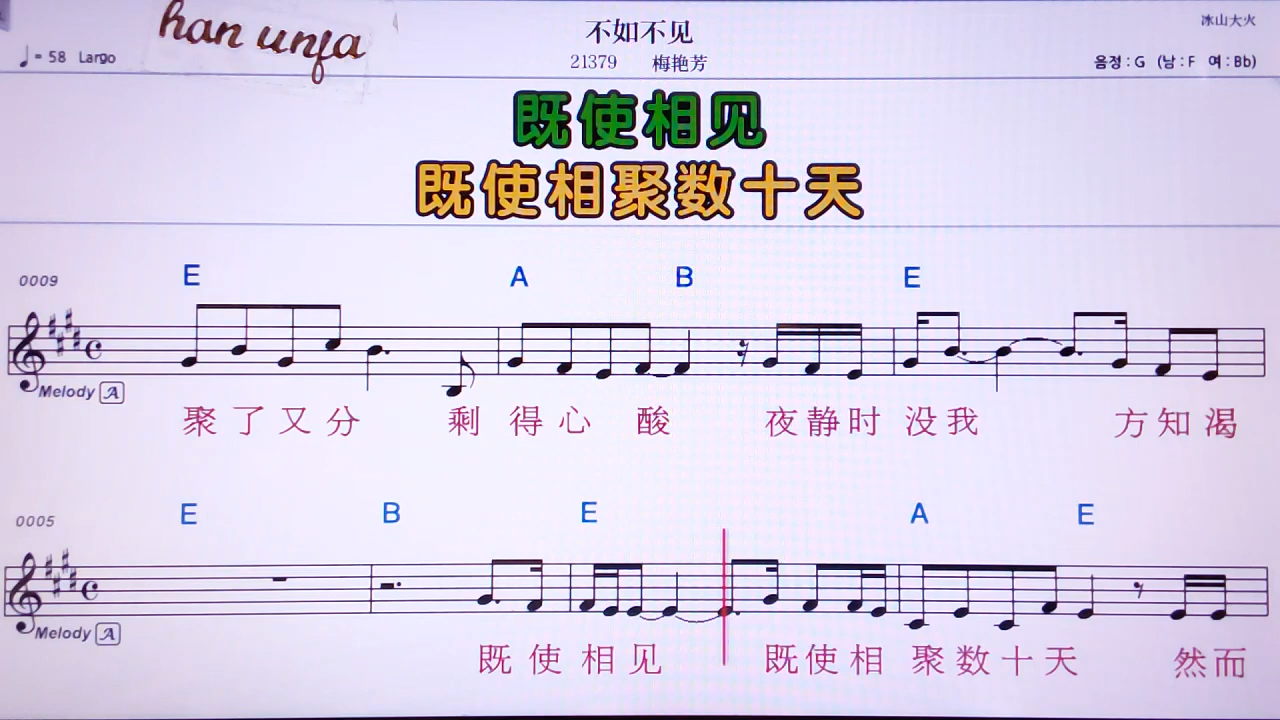 han unja
不如不见
冰山大火
♩= 58 Largo
21379 梅艳芳
음정 : G (남 : F 여 : Bb)
既使相见
既使相聚数十天
0009
E A B E
Melody A
聚了又分 剩得心酸 夜静时没我 方知渴
0005
E B E A E
Melody A
既使相见 既使相聚数十天 然而